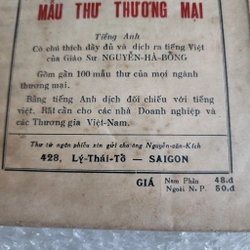 MẪU THƯ THƯƠNG MẠI
Tiếng Anh
Có chú thích đầy đủ và dịch ra tiếng Việt
của Giáo Sư NGUYỄN-HÀ-BỔNG
Gồm gần 100 mẫu thư của mọi ngành
thương mại.
Bằng tiếng Anh dịch đối chiếu với tiếng
việt. Rất cần cho các nhà Doanh nghiệp và
các Thương gia Việt-Nam.
Thư từ ngân phiếu xin gửi cho ông Nguyễn-văn-Kích
428, Lý-Thái-Tổ — SAIGON
GIÁ Nam Phần 48.đ
Ngoài N. P. 50.đ